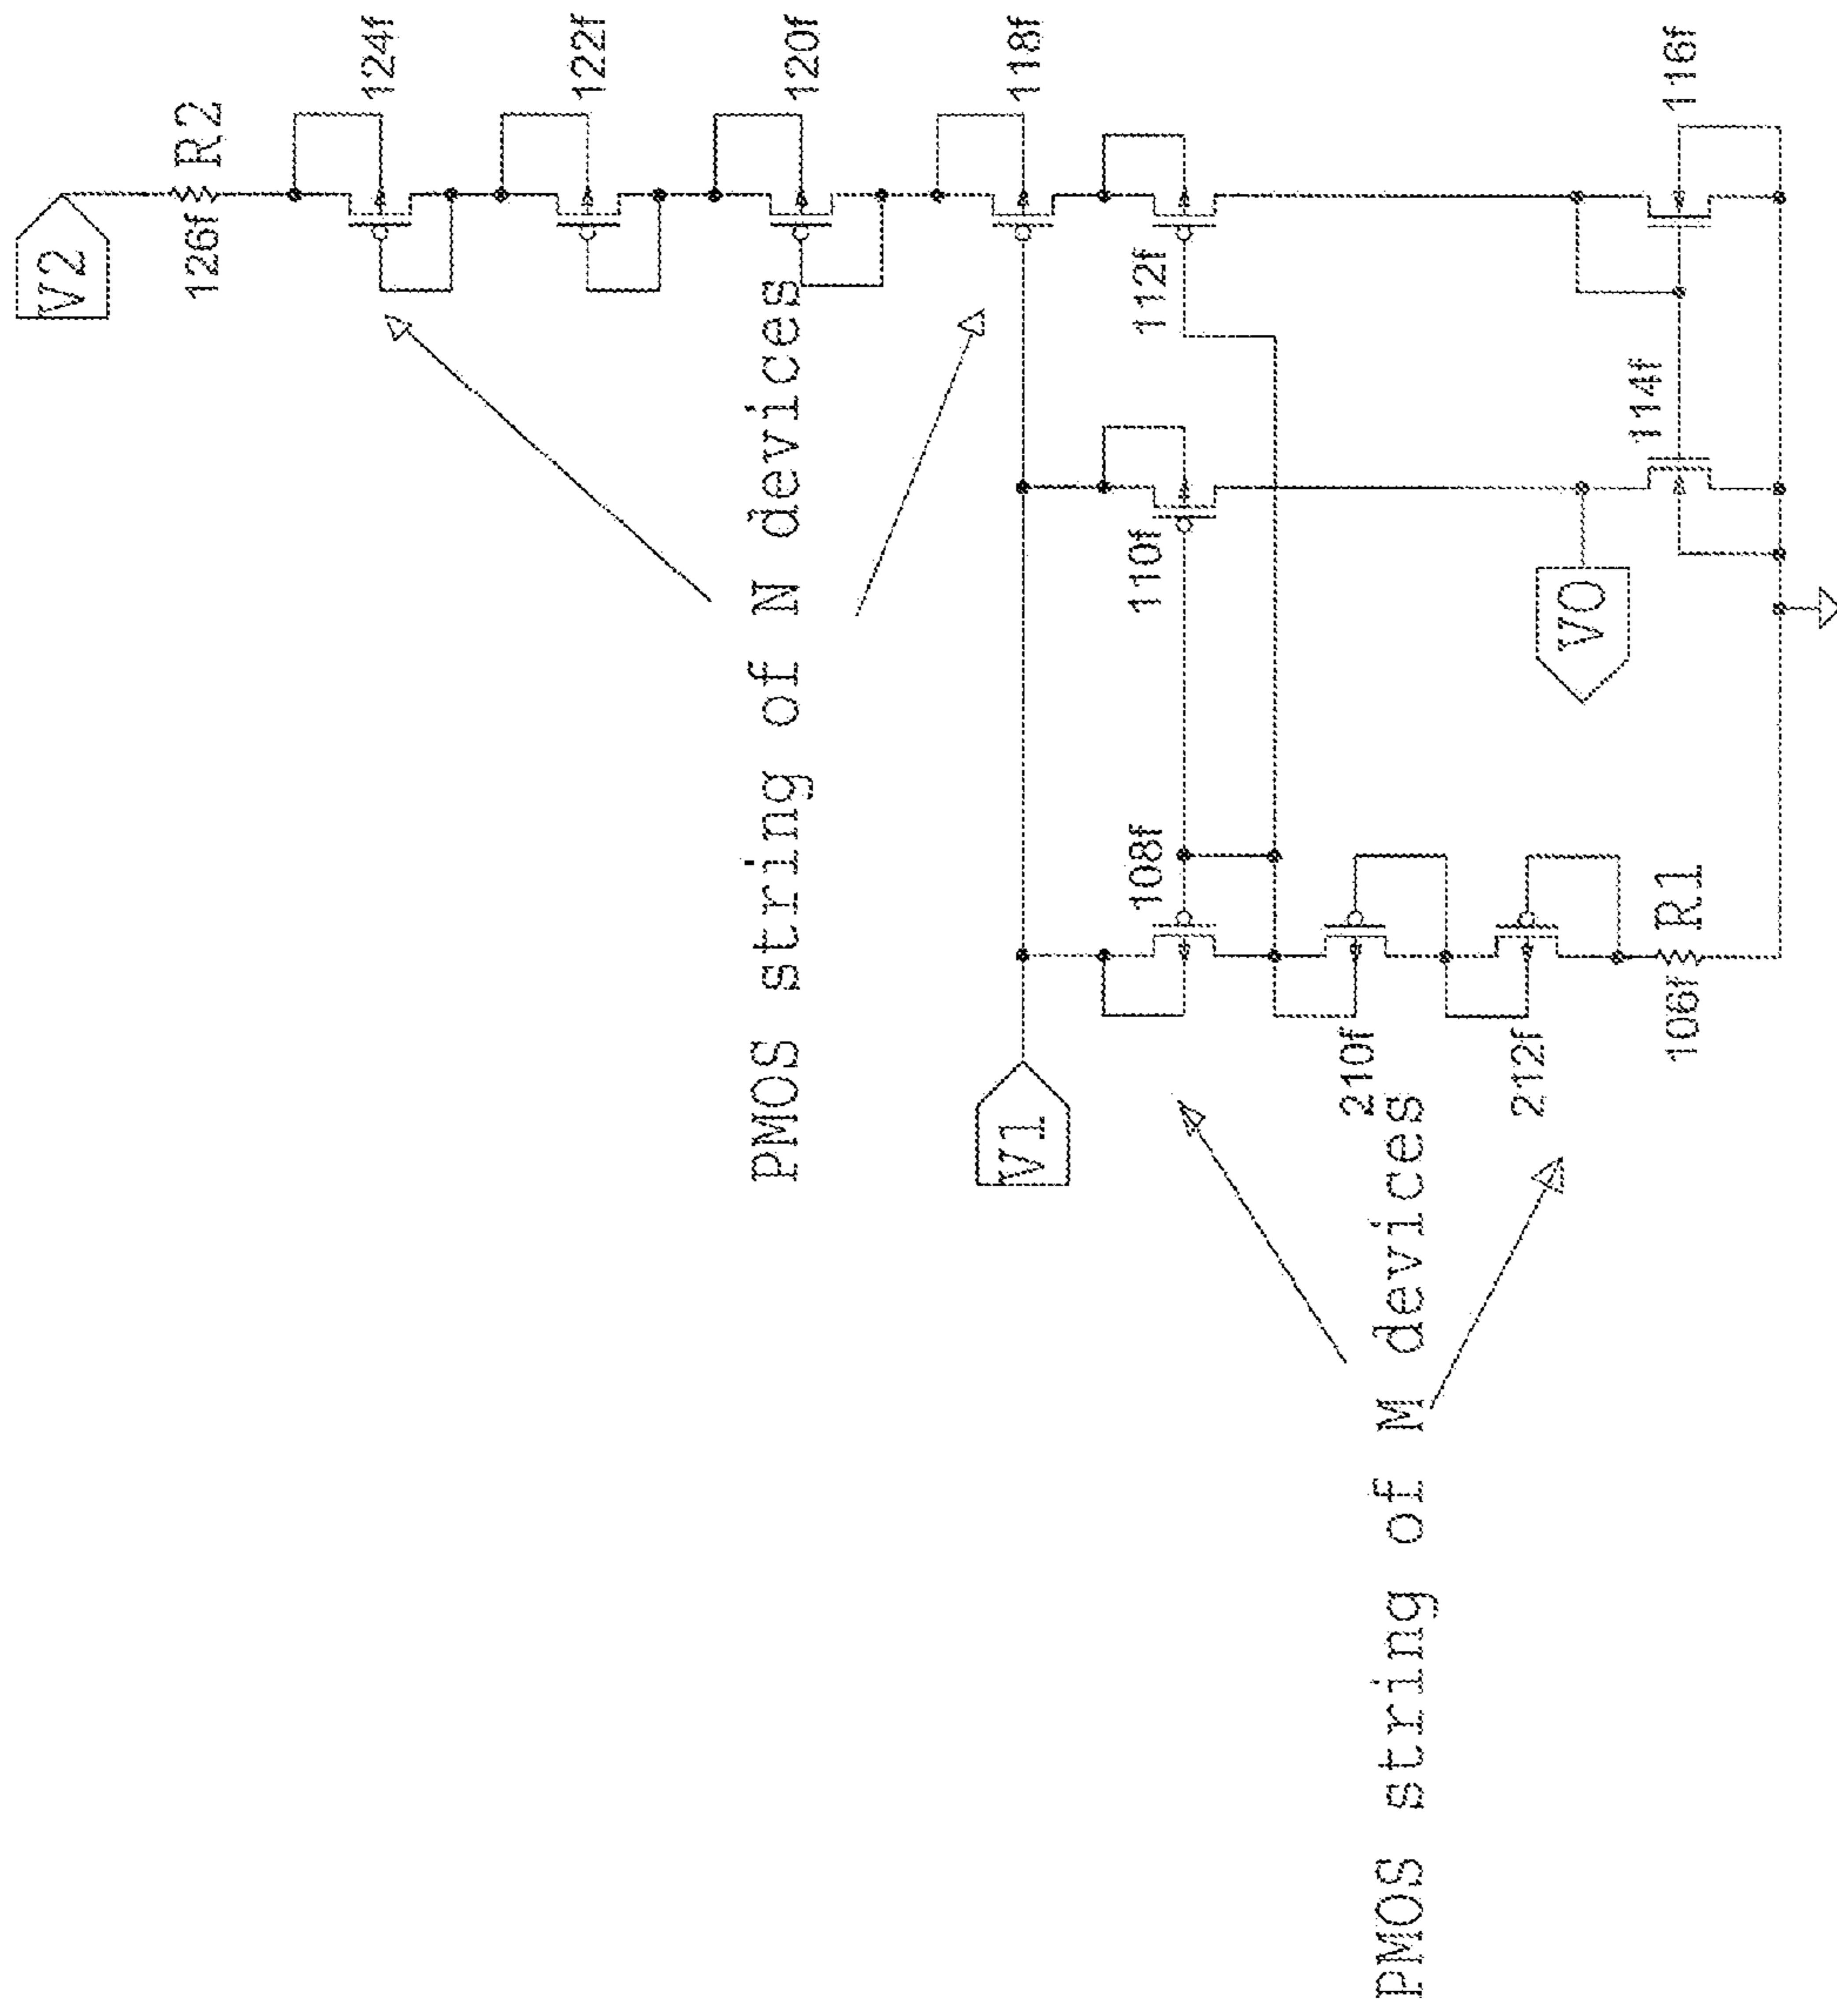 V2
126f
R2
124f
122f
120f
118f
PMOS string of N devices
V1
112f
110f
108f
PMOS string of M devices
210f
212f
VO
114f
116f
106f
R1